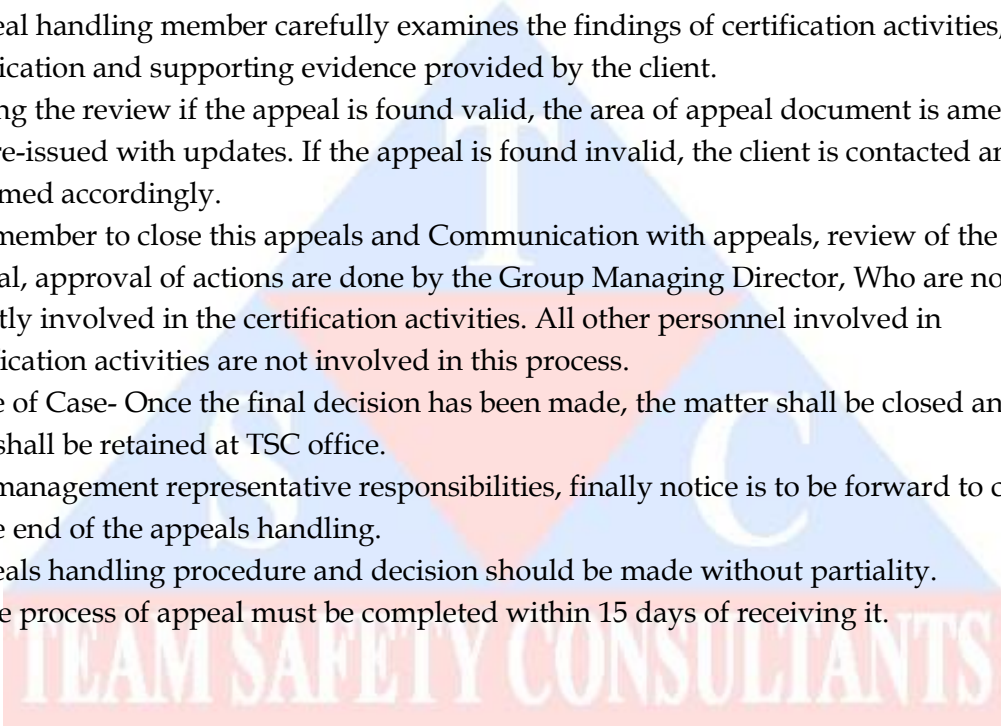 eal handling member carefully examines the findings of certification activities,
ication and supporting evidence provided by the client.
ng the review if the appeal is found valid, the area of appeal document is ame
re-issued with updates. If the appeal is found invalid, the client is contacted an
med accordingly.
member to close this appeals and Communication with appeals, review of the
al, approval of actions are done by the Group Managing Director, Who are no
tly involved in the certification activities. All other personnel involved in
ication activities are not involved in this process.
e of Case- Once the final decision has been made, the matter shall be closed an
shall be retained at TSC office.
management representative responsibilities, finally notice is to be forward to c
e end of the appeals handling.
eals handling procedure and decision should be made without partiality.
e process of appeal must be completed within 15 days of receiving it.
T
S C
TEAM SAFETY CONSULTANTS